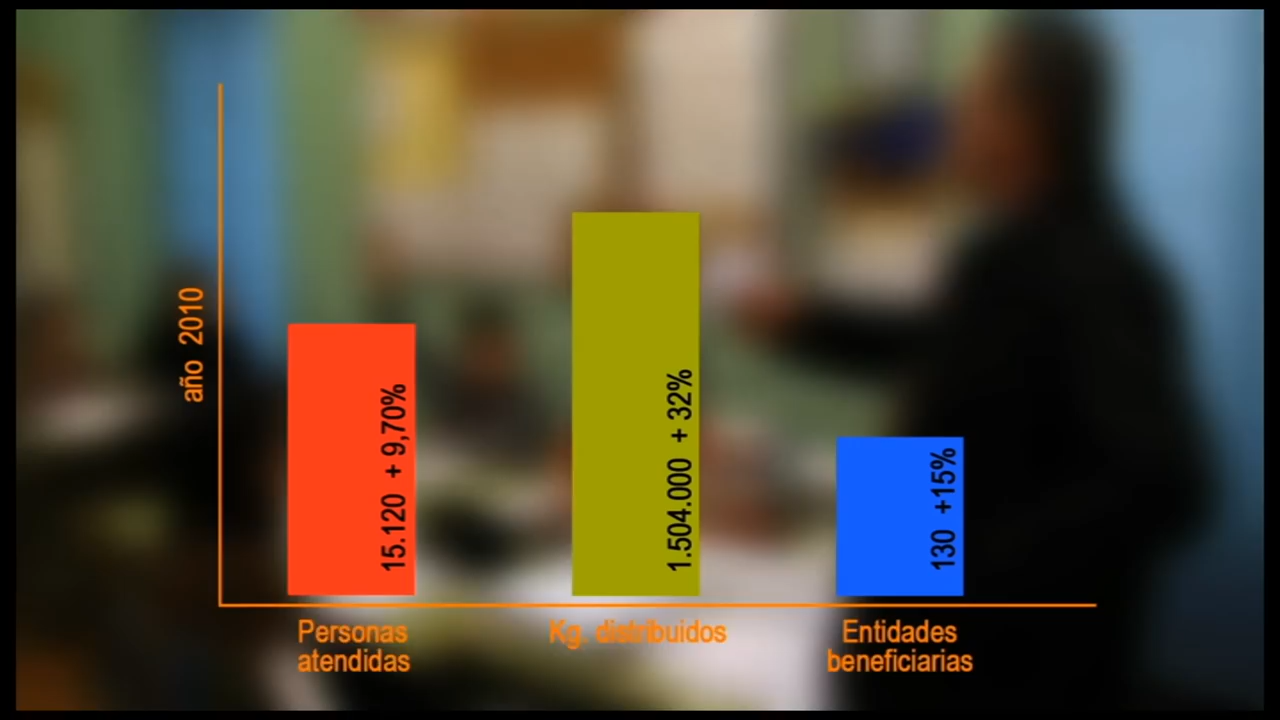 año 2010
15.120 + 9,70%
1.504.000 + 32%
130 +15%
Personas
atendidas
Kg. distribuidos
Entidades
beneficiarias